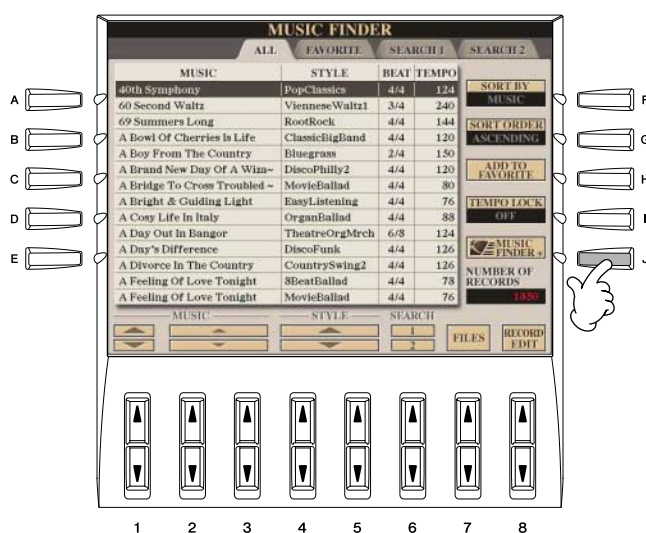 MUSIC FINDER
ALL FAVORITE SEARCH 1 SEARCH 2
MUSIC STYLE BEAT TEMPO
40th Symphony PopClassics 4/4 124
60 Second Waltz VienneseWaltz1 3/4 240
69 Summers Long RootRock 4/4 144
A Bowl Of Cherries Is Life ClassicBigBand 4/4 120
A Boy From The Country Bluegrass 2/4 150
A Brand New Day Of A Wiza~ DiscoPhilly2 4/4 120
A Bridge To Cross Troubled ~ MovieBallad 4/4 80
A Bright & Guiding Light EasyListening 4/4 76
A Cosy Life In Italy OrganBallad 4/4 88
A Day Out In Bangor TheatreOrgMrch 6/8 124
A Day's Difference DiscoFunk 4/4 126
A Divorce In The Country CountrySwing2 4/4 126
A Feeling Of Love Tonight 8BeatBallad 4/4 78
A Feeling Of Love Tonight MovieBallad 4/4 76
SORT BY
MUSIC
SORT ORDER
ASCENDING
ADD TO
FAVORITE
TEMPO LOCK
OFF
MUSIC
FINDER +
NUMBER OF
RECORDS
1850
MUSIC STYLE SEARCH
1
2
FILES
RECORD
EDIT
A
B
C
D
E
F
G
H
I
J
1 2 3 4 5 6 7 8